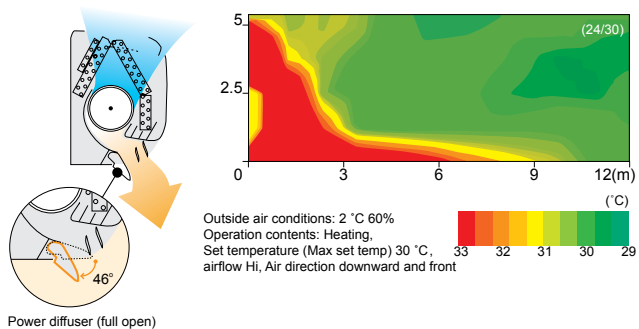 5
(24/30)
2.5
0
3
6
9
12(m)
(˚C)
33
32
31
30
29
Outside air conditions: 2 ˚C 60%
Operation contents: Heating,
Set temperature (Max set temp) 30 ˚C,
airflow Hi, Air direction downward and front
46°
Power diffuser (full open)